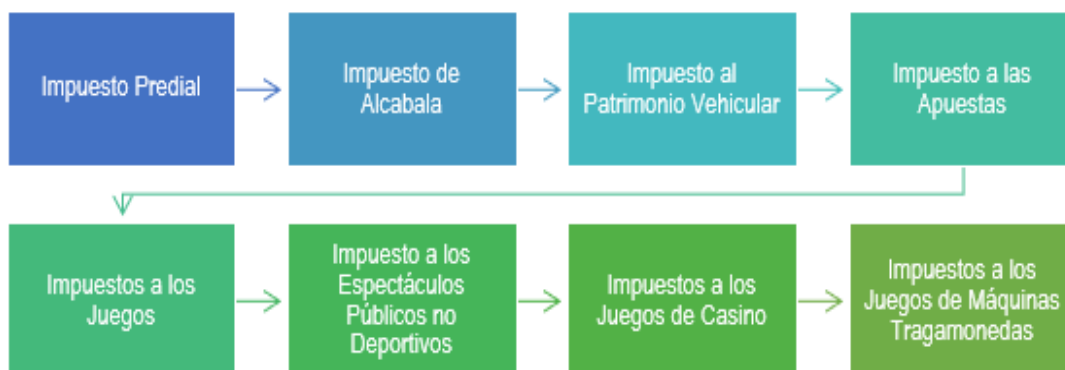 Impuesto Predial
Impuesto de
Alcabala
Impuesto al
Patrimonio Vehicular
Impuesto a las
Apuestas
Impuestos a los
Juegos
Impuesto a los
Espectáculos
Públicos no
Deportivos
Impuestos a los
Juegos de Casino
Impuestos a los
Juegos de Máquinas
Tragamonedas